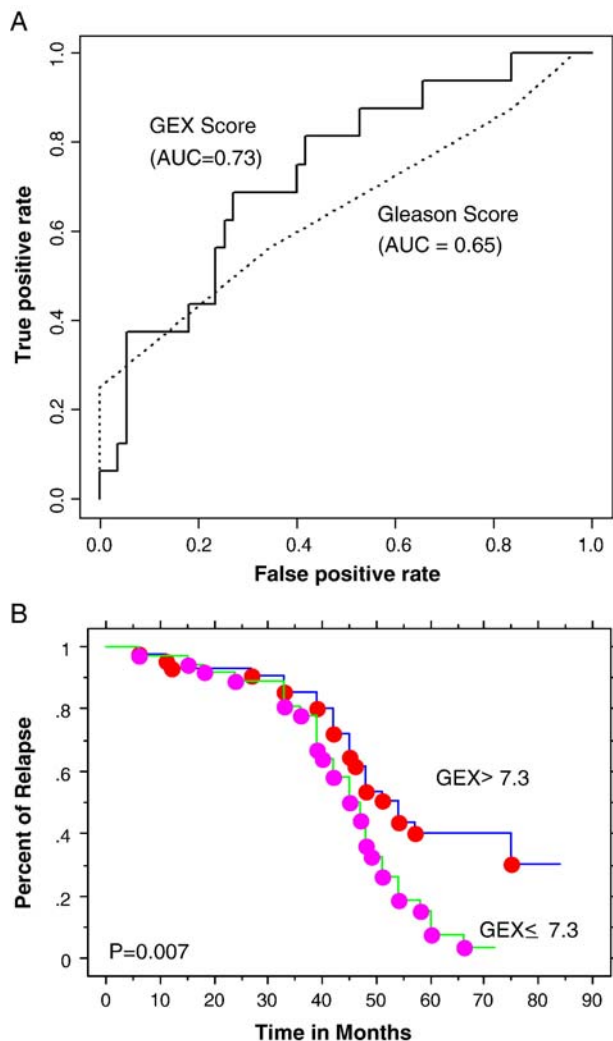 A
1.0
0.8
0.6
0.4
0.2
0.0
True positive rate
GEX Score
(AUC=0.73)
Gleason Score
(AUC = 0.65)
0.0 0.2 0.4 0.6 0.8 1.0
False positive rate
B
1
.8
.6
.4
.2
0
Percent of Relapse
GEX> 7.3
GEX≤ 7.3
P=0.007
0 10 20 30 40 50 60 70 80 90
Time in Months